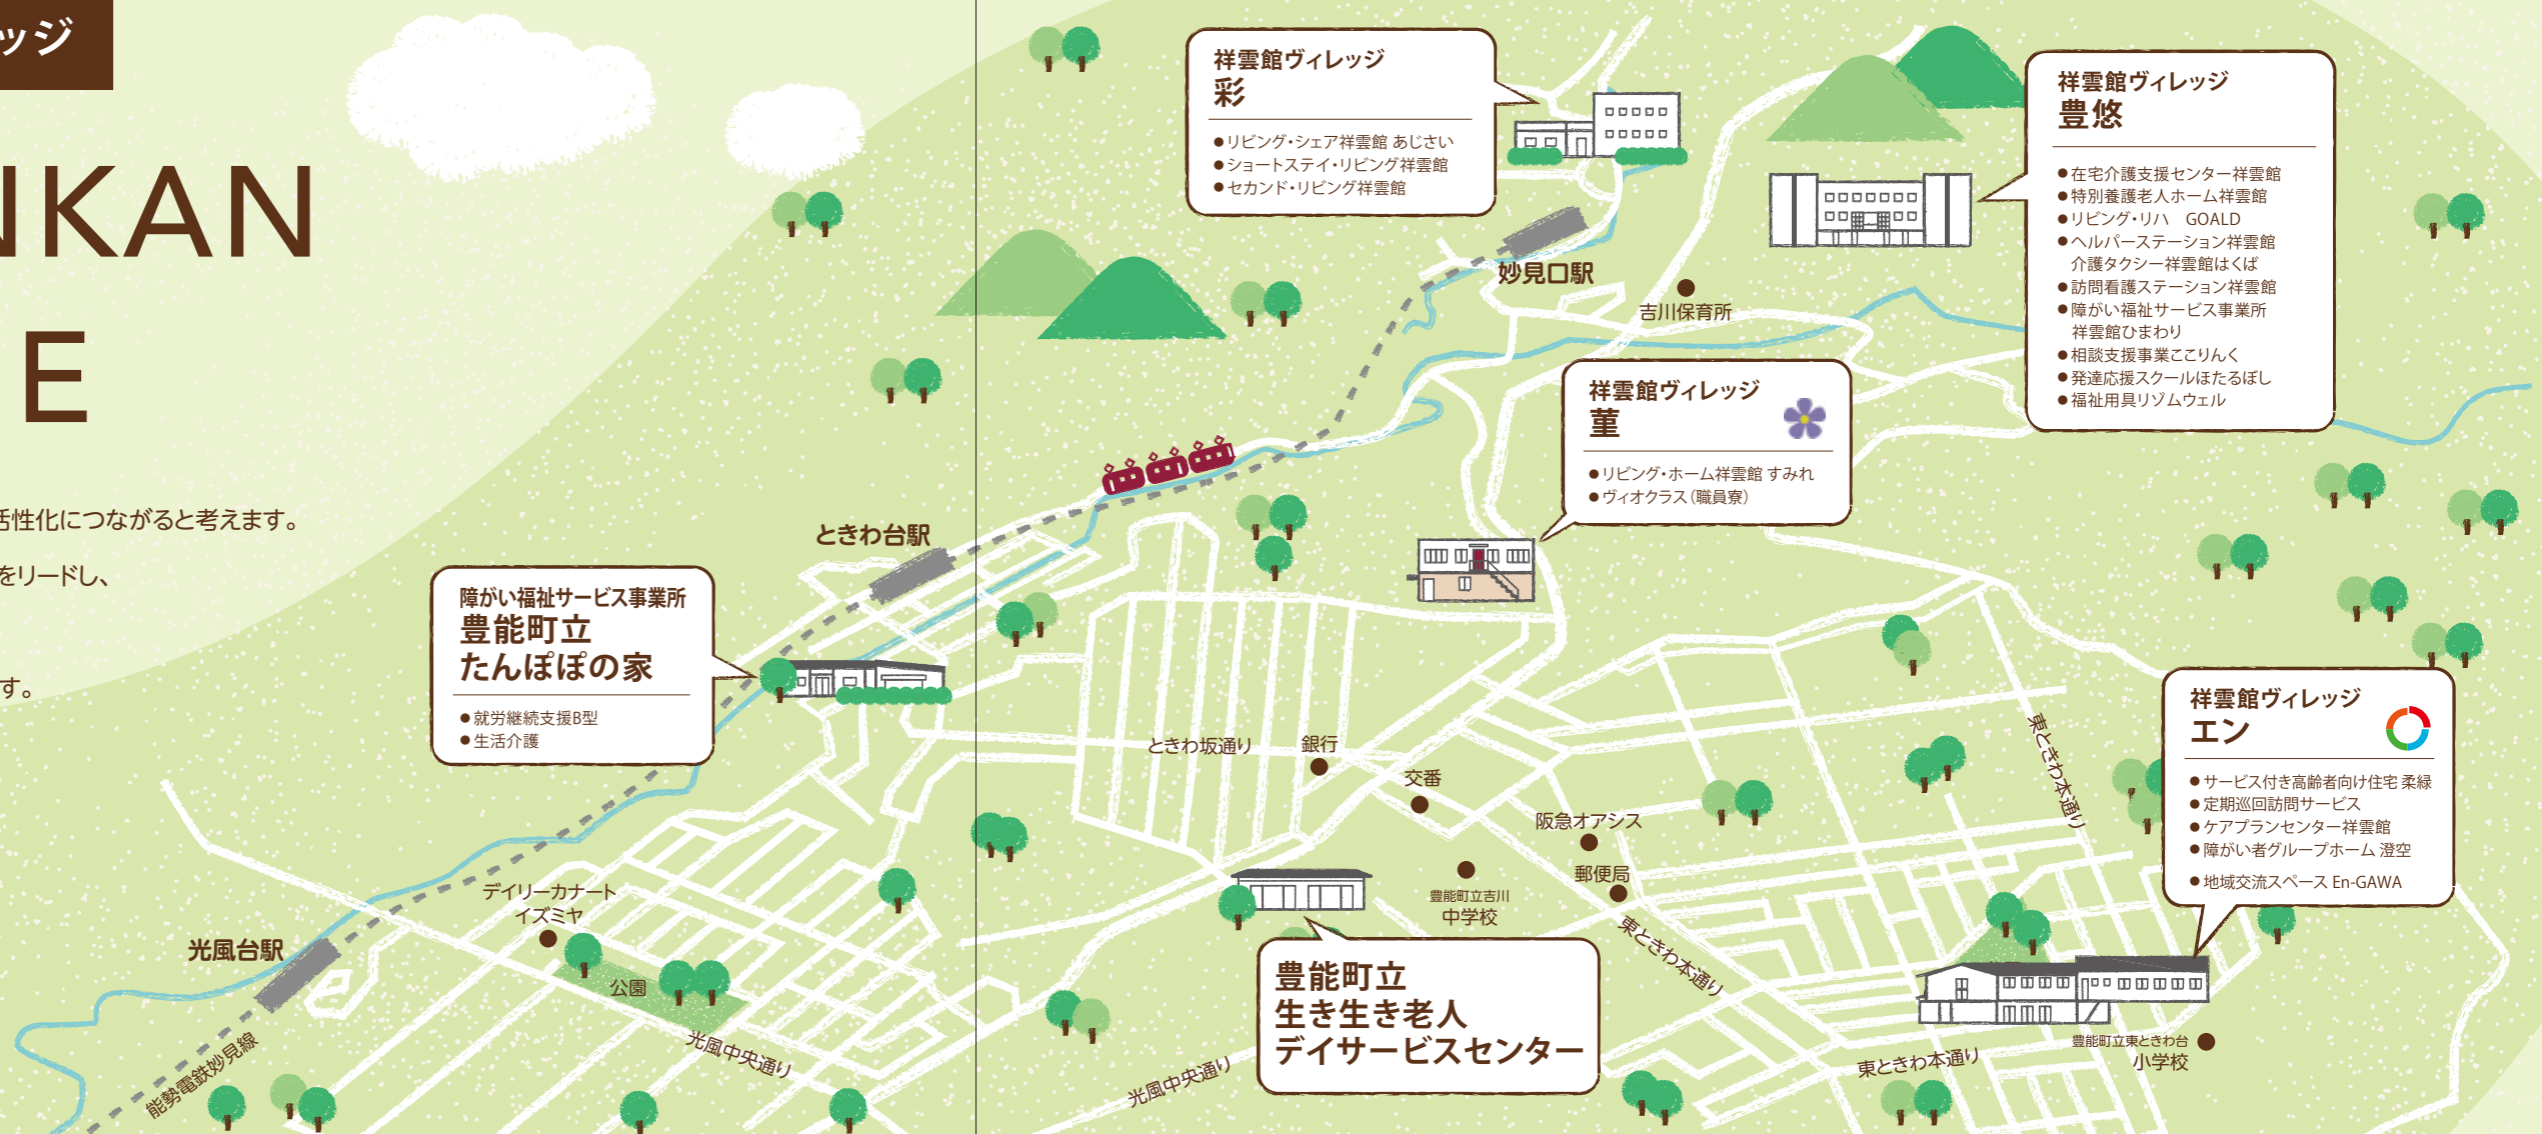 ッジ
NKAN
E
活性化につながると考えます。
をリードし、
す。
祥雲館ヴィレッジ
彩
●リビング・シェア祥雲館 あじさい
●ショートステイ・リビング祥雲館
●セカンド・リビング祥雲館
祥雲館ヴィレッジ
豊悠
●在宅介護支援センター祥雲館
●特別養護老人ホーム祥雲館
●リビング・リハ　GOALD
●ヘルパーステーション祥雲館
介護タクシー祥雲館はくば
●訪問看護ステーション祥雲館
●障がい福祉サービス事業所
祥雲館ひまわり
●相談支援事業ここりんく
●発達応援スクールほたるぼし
●福祉用具リゾムウェル
妙見口駅
吉川保育所
祥雲館ヴィレッジ
菫
●リビング・ホーム祥雲館 すみれ
●ヴィオクラス（職員寮）
ときわ台駅
障がい福祉サービス事業所
豊能町立
たんぽぽの家
●就労継続支援B型
●生活介護
祥雲館ヴィレッジ
エン
●サービス付き高齢者向け住宅 柔緑
●定期巡回訪問サービス
●ケアプランセンター祥雲館
●障がい者グループホーム 澄空
●地域交流スペース En-GAWA
東ときわ本通り
ときわ坂通り
銀行
交番
阪急オアシス
郵便局
豊能町立吉川
中学校
東ときわ本通り
デイリーカナート
イズミヤ
光風台駅
公園
光風中央通り
能勢電鉄妙見線
豊能町立
生き生き老人
デイサービスセンター
光風中央通り
東ときわ本通り
豊能町立東ときわ台
小学校